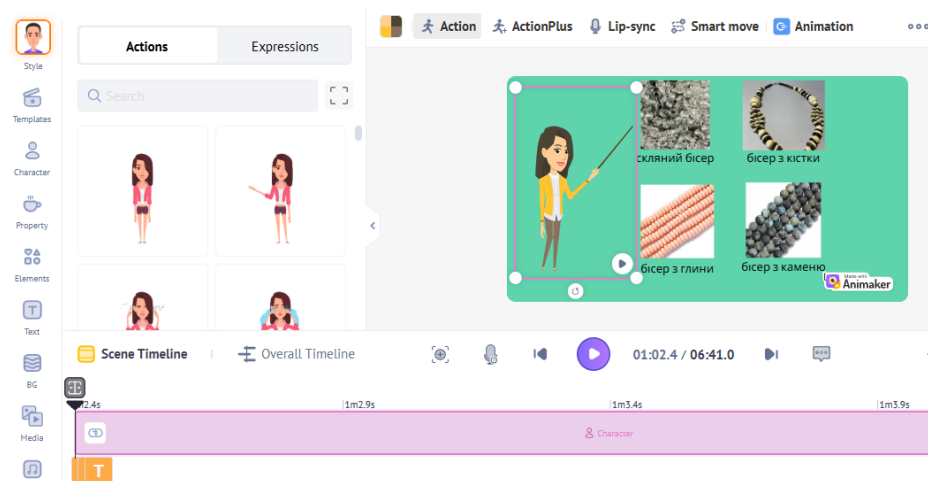 Style
Templates
Character
Property
Elements
Text
BG
Media
Actions
Expressions
Search
Action
ActionPlus
Lip-sync
Smart move
Animation
скляний бісер
бісер з кістки
бісер з глини
бісер з каменю
Made with
Animaker
Scene Timeline
Overall Timeline
01:02.4 / 06:41.0
2.4s
1m2.9s
1m3.4s
1m3.9s
Character
T